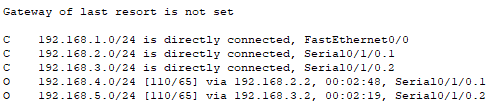 Gateway of last resort is not set
C 192.168.1.0/24 is directly connected, FastEthernet0/0
C 192.168.2.0/24 is directly connected, Serial0/1/0.1
C 192.168.3.0/24 is directly connected, Serial0/1/0.2
O 192.168.4.0/24 [110/65] via 192.168.2.2, 00:02:48, Serial0/1/0.1
O 192.168.5.0/24 [110/65] via 192.168.3.2, 00:02:19, Serial0/1/0.2